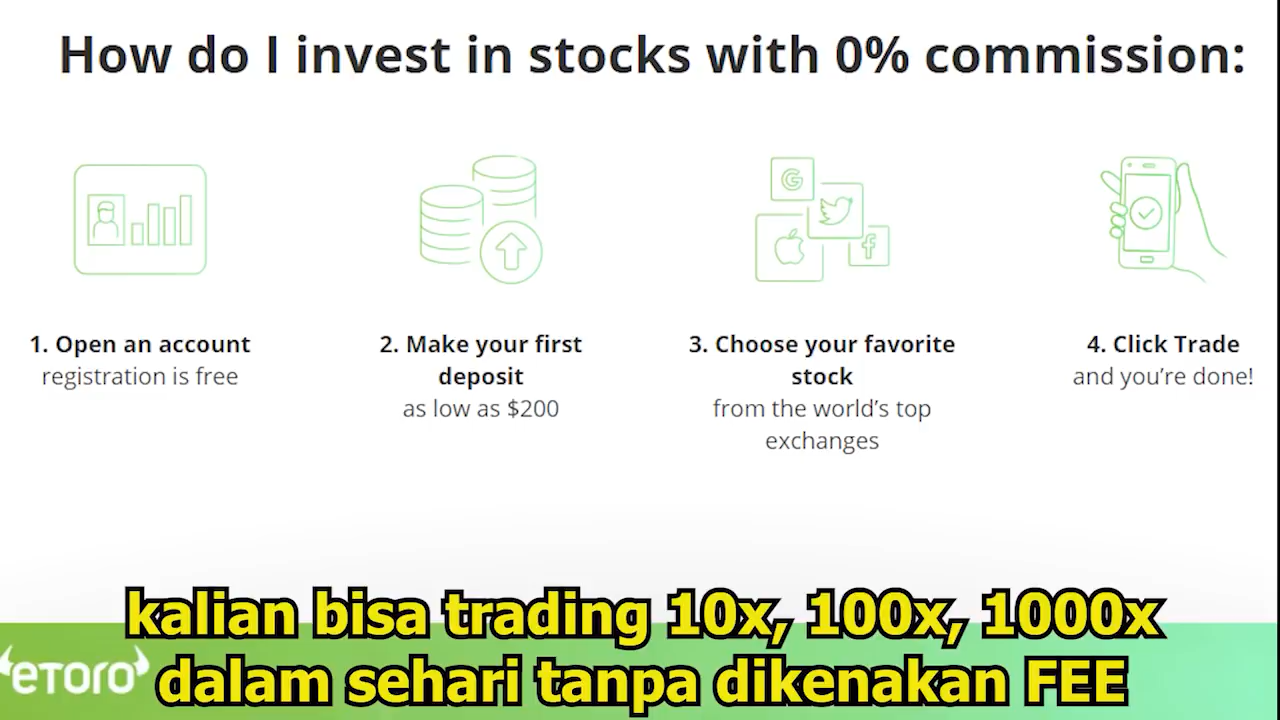 How do I invest in stocks with 0% commission:
1. Open an account
registration is free
2. Make your first
deposit
as low as $200
3. Choose your favorite
stock
from the world’s top
exchanges
4. Click Trade
and you’re done!
kalian bisa trading 10x, 100x, 1000x
dalam sehari tanpa dikenakan FEE
eTORO